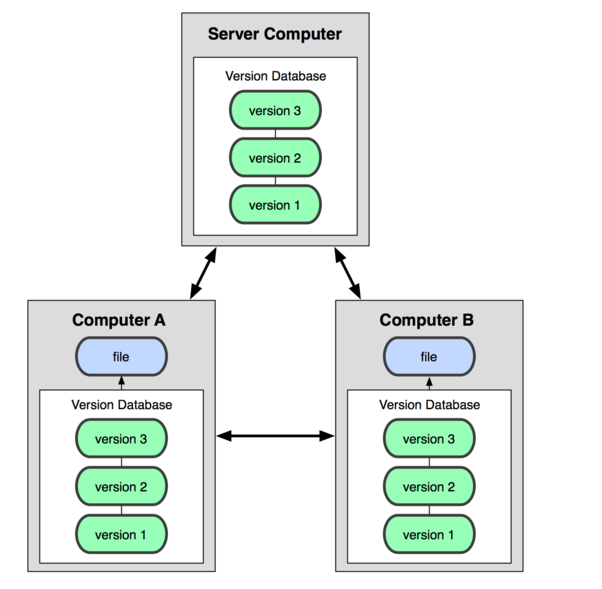 Server Computer
Version Database
version 3
version 2
version 1
Computer A
file
Version Database
version 3
version 2
version 1
Computer B
file
Version Database
version 3
version 2
version 1